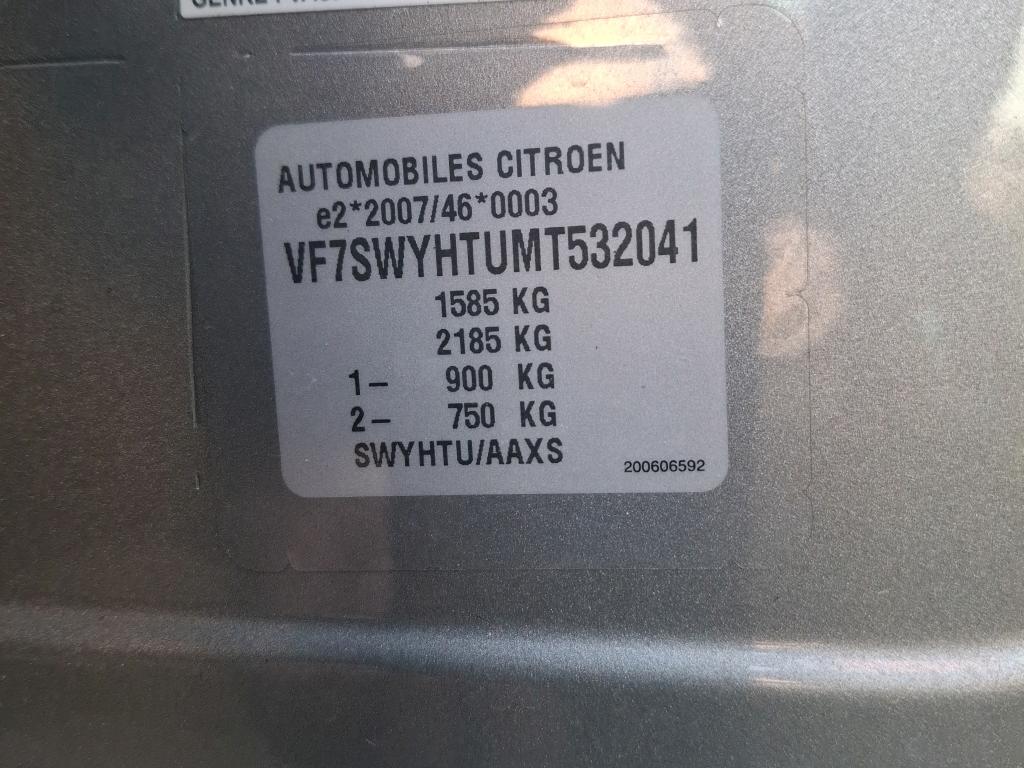 AUTOMOBILES CITROEN
e2*2007/46*0003
VF7SWYHTUMT532041
1585 KG
2185 KG
1– 900 KG
2– 750 KG
SWYHTU/AAXS
200606592